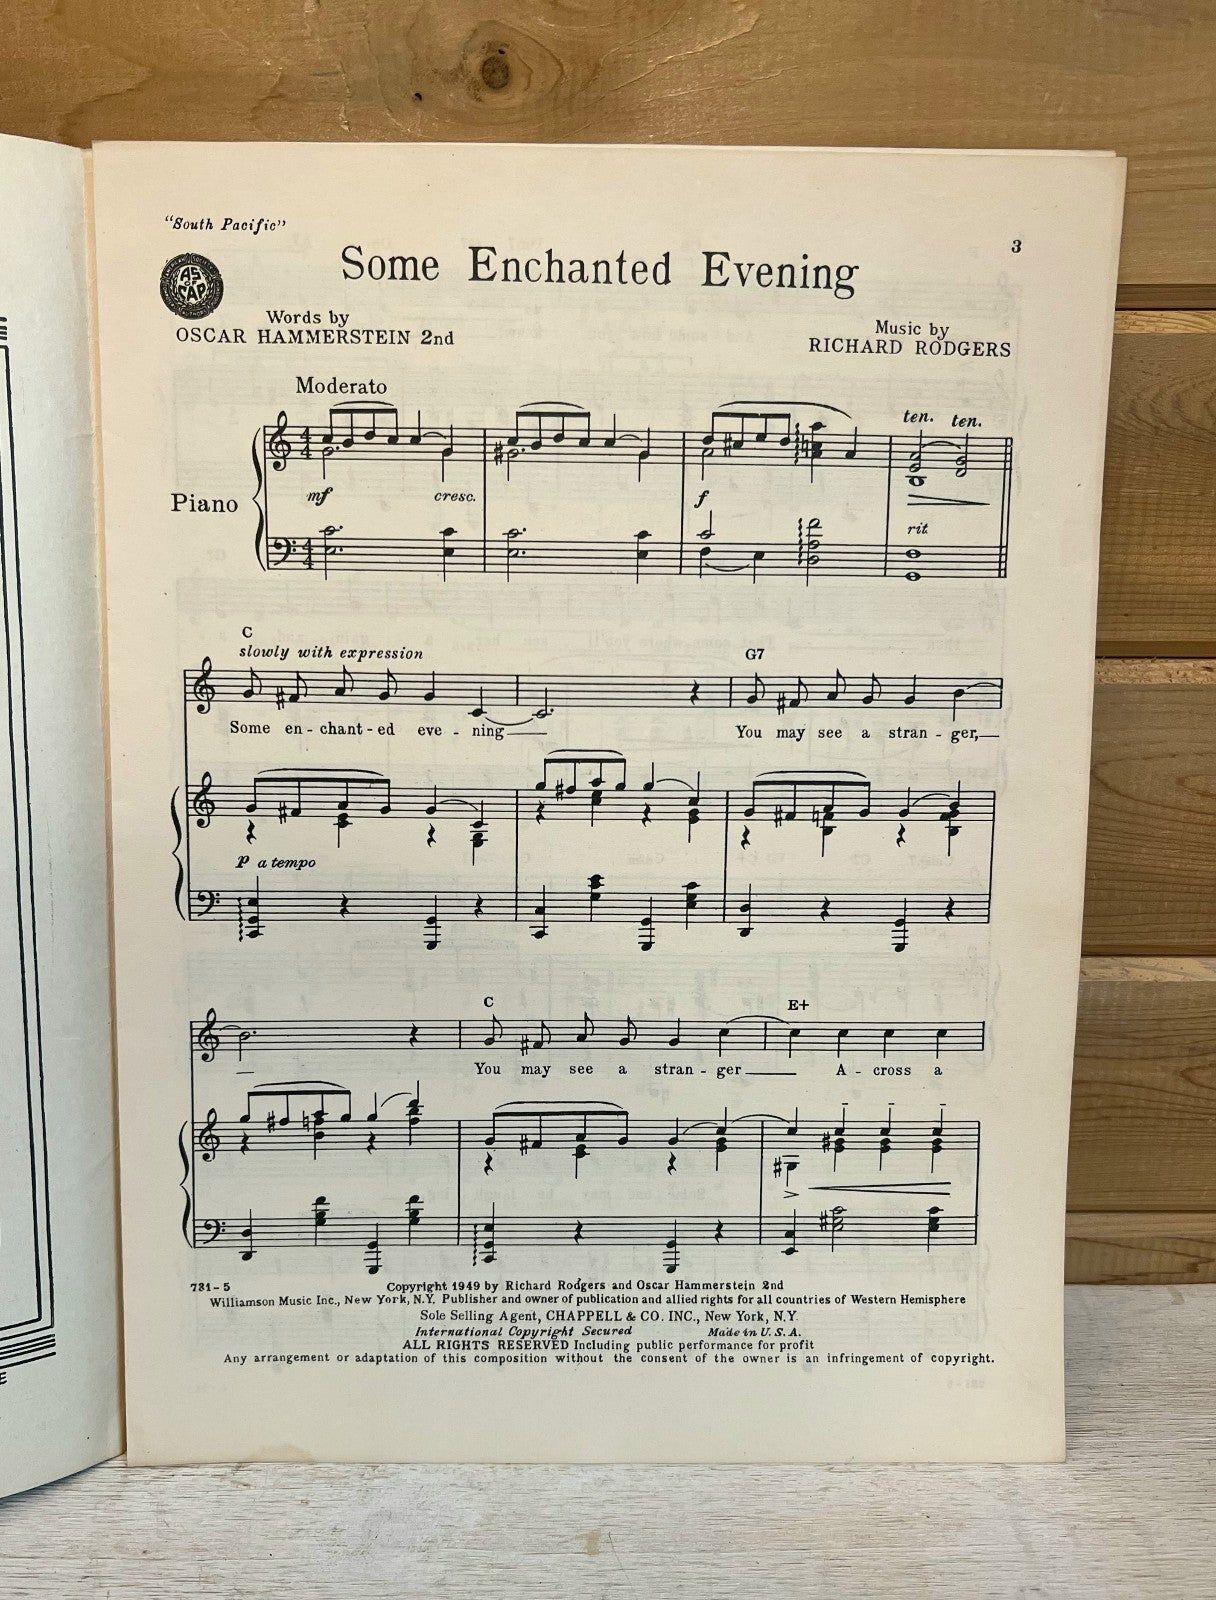 "South Pacific"
3
Some Enchanted Evening
AS
OF
CAP
Words by
OSCAR HAMMERSTEIN 2nd
Music by
RICHARD RODGERS
Moderato
ten. ten.
Piano
mf cresc. f rit.
C G7
slowly with expression
Some en - chant - ed eve - ning You may see a stran - ger,
p a tempo
C E+
You may see a stran - ger A - cross a
731-5
Copyright 1949 by Richard Rodgers and Oscar Hammerstein 2nd
Williamson Music Inc., New York, N.Y. Publisher and owner of publication and allied rights for all countries of Western Hemisphere
Sole Selling Agent, CHAPPELL & CO. INC., New York, N.Y.
International Copyright Secured Made in U.S.A.
ALL RIGHTS RESERVED Including public performance for profit
Any arrangement or adaptation of this composition without the consent of the owner is an infringement of copyright.